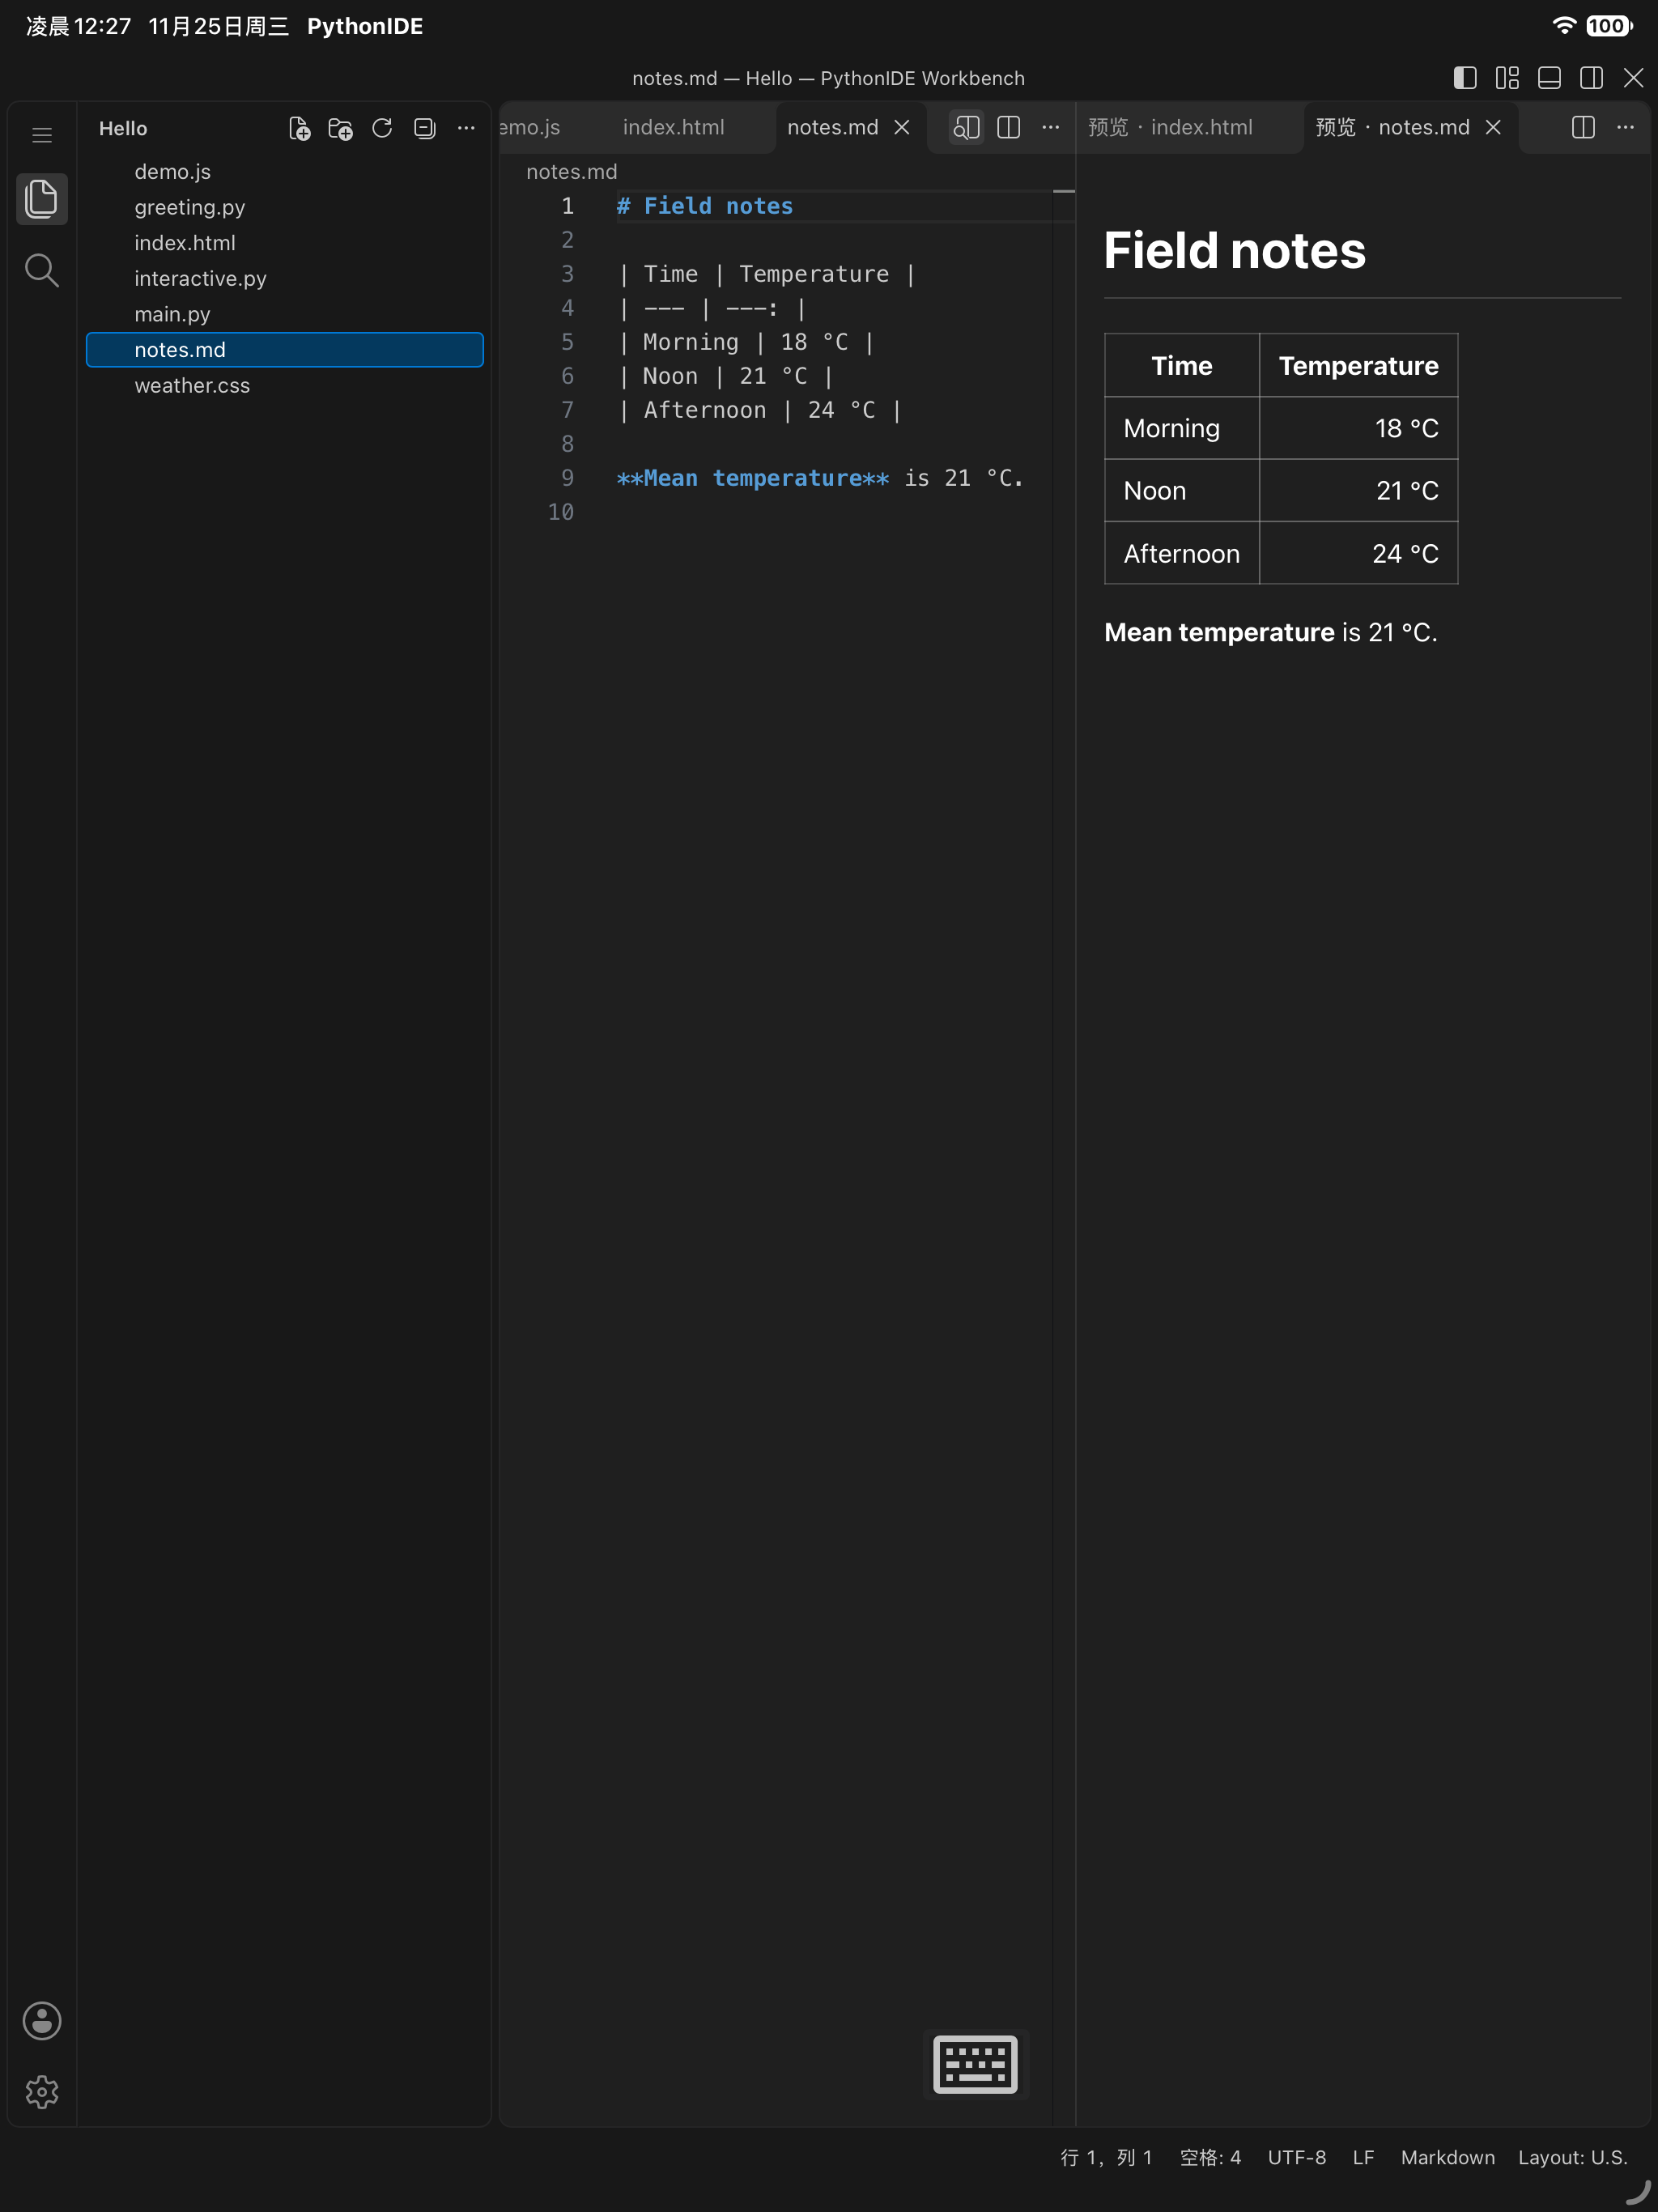 凌晨12:27 11月25日周三 PythonIDE
100
notes.md — Hello — PythonIDE Workbench
Hello
demo.js
greeting.py
index.html
interactive.py
main.py
notes.md
weather.css
emo.js
index.html
notes.md
notes.md
1 # Field notes
2
3 | Time | Temperature |
4 | --- | ---: |
5 | Morning | 18 °C |
6 | Noon | 21 °C |
7 | Afternoon | 24 °C |
8
9 **Mean temperature** is 21 °C.
10
预览 · index.html
预览 · notes.md
Field notes
Time Temperature
Morning 18 °C
Noon 21 °C
Afternoon 24 °C
Mean temperature is 21 °C.
行 1，列 1 空格: 4 UTF-8 LF Markdown Layout: U.S.